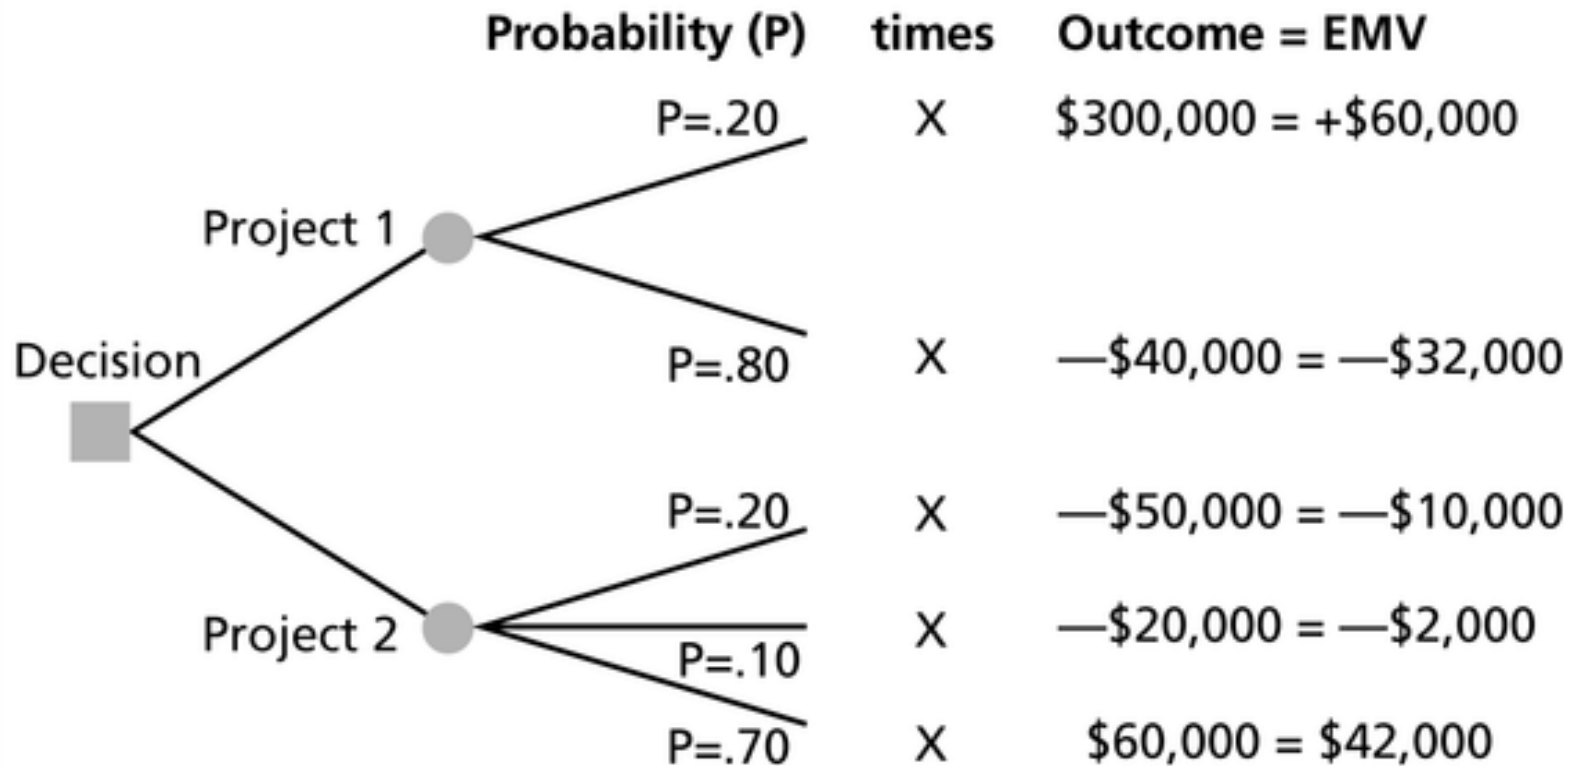 Probability (P) times Outcome = EMV
P=.20 X $300,000 = +$60,000
Project 1
P=.80 X —$40,000 = —$32,000
Decision
P=.20 X —$50,000 = —$10,000
Project 2
P=.10 X —$20,000 = —$2,000
P=.70 X $60,000 = $42,000